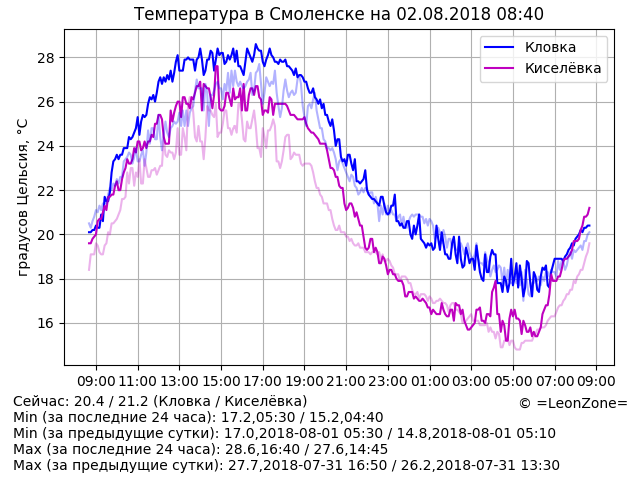 Температура в Смоленске на 02.08.2018 08:40
Кловка
Киселёвка
градусов Цельсия, °C
28
26
24
22
20
18
16
09:00 11:00 13:00 15:00 17:00 19:00 21:00 23:00 01:00 03:00 05:00 07:00 09:00
Сейчас: 20.4 / 21.2 (Кловка / Киселёвка)
© =LeonZone=
Min (за последние 24 часа): 17.2,05:30 / 15.2,04:40
Min (за предыдущие сутки): 17.0,2018-08-01 05:30 / 14.8,2018-08-01 05:10
Max (за последние 24 часа): 28.6,16:40 / 27.6,14:45
Max (за предыдущие сутки): 27.7,2018-07-31 16:50 / 26.2,2018-07-31 13:30